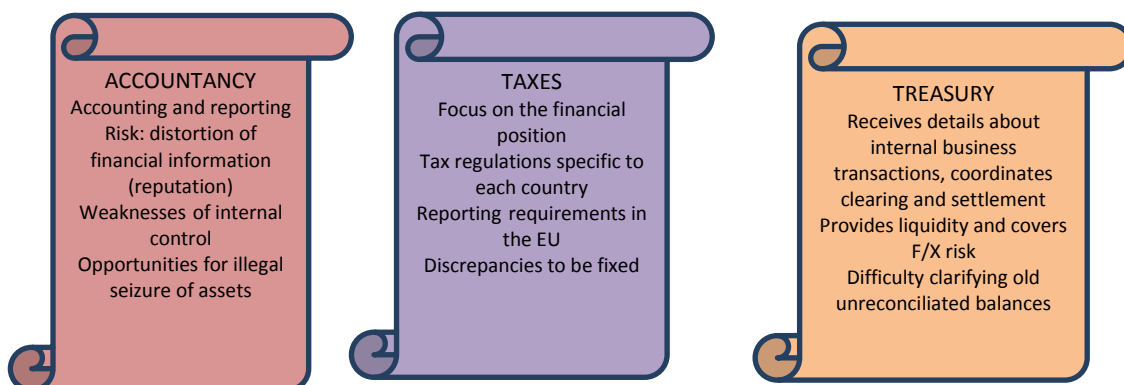 ACCOUNTANCY
Accounting and reporting
Risk: distortion of
financial information
(reputation)
Weaknesses of internal
control
Opportunities for illegal
seizure of assets
TAXES
Focus on the financial
position
Tax regulations specific to
each country
Reporting requirements in
the EU
Discrepancies to be fixed
TREASURY
Receives details about
internal business
transactions, coordinates
clearing and settlement
Provides liquidity and covers
F/X risk
Difficulty clarifying old
unreconciliated balances